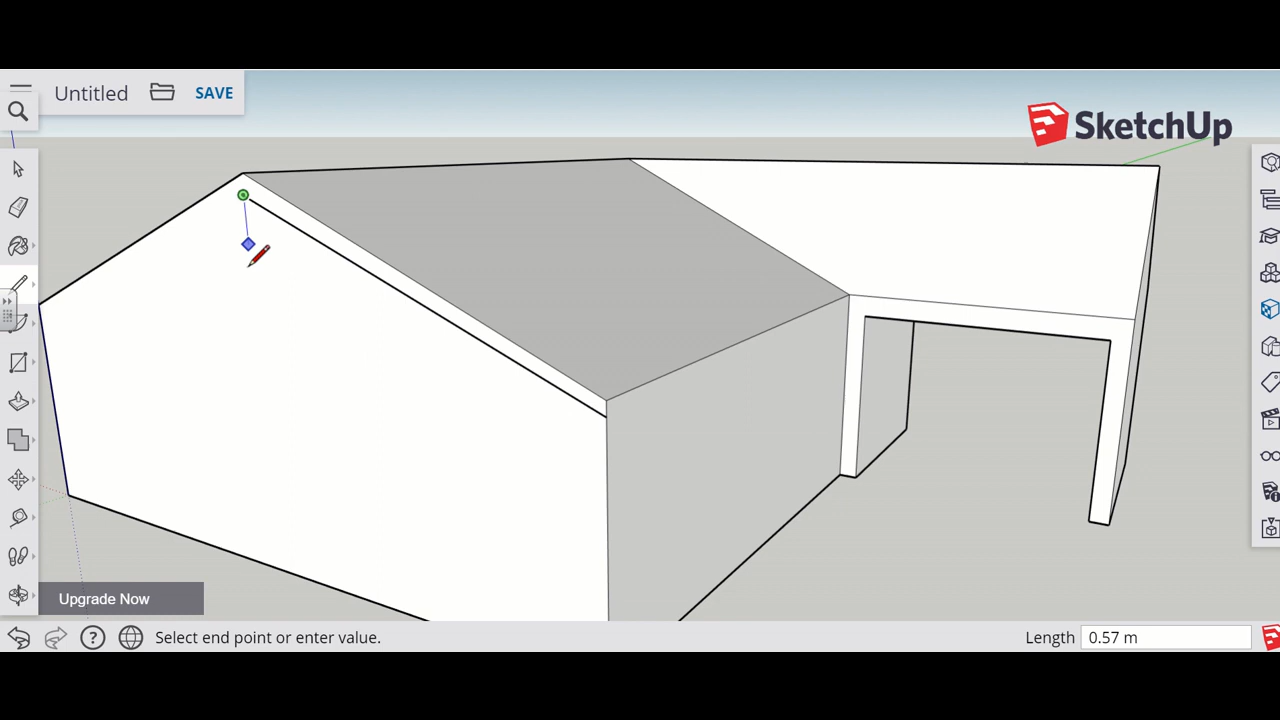 Untitled
SAVE
SketchUp
Upgrade Now
Select end point or enter value.
Length 0.57 m